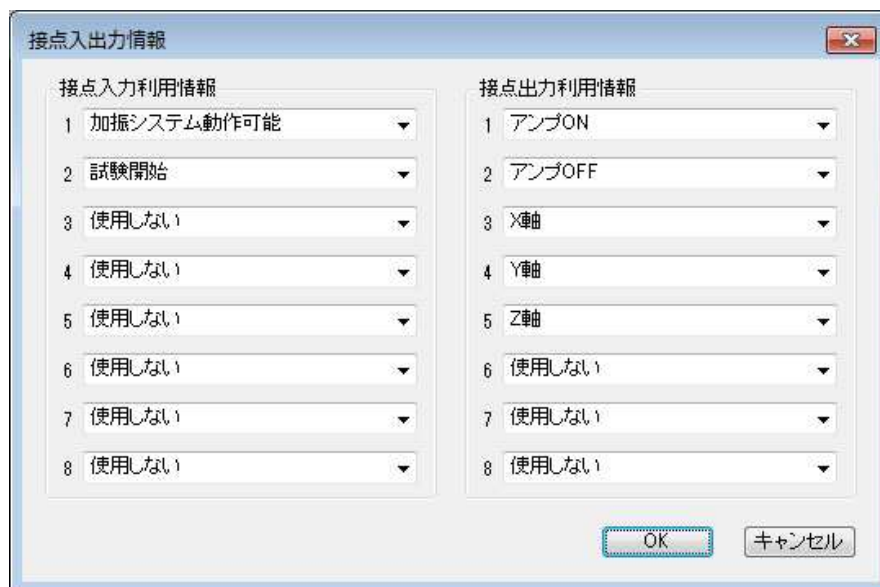 接点入出力情報
接点入力利用情報
1 加振システム動作可能
2 試験開始
3 使用しない
4 使用しない
5 使用しない
6 使用しない
7 使用しない
8 使用しない
接点出力利用情報
1 アンプON
2 アンプOFF
3 X軸
4 Y軸
5 Z軸
6 使用しない
7 使用しない
8 使用しない
OK
キャンセル